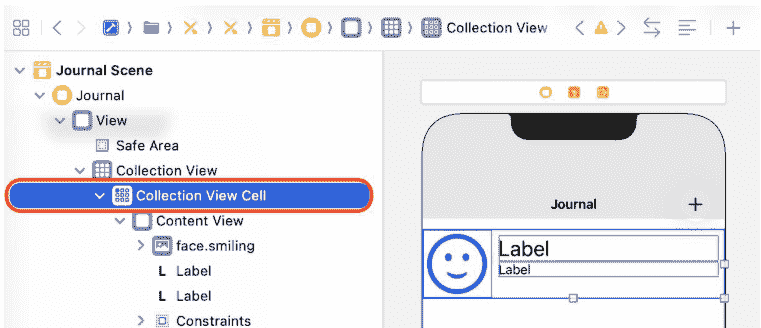 Collection View
Journal Scene
Journal
View
Safe Area
Collection View
Collection View Cell
Content View
face.smiling
L Label
L Label
Constraints
Journal +
Label
Label